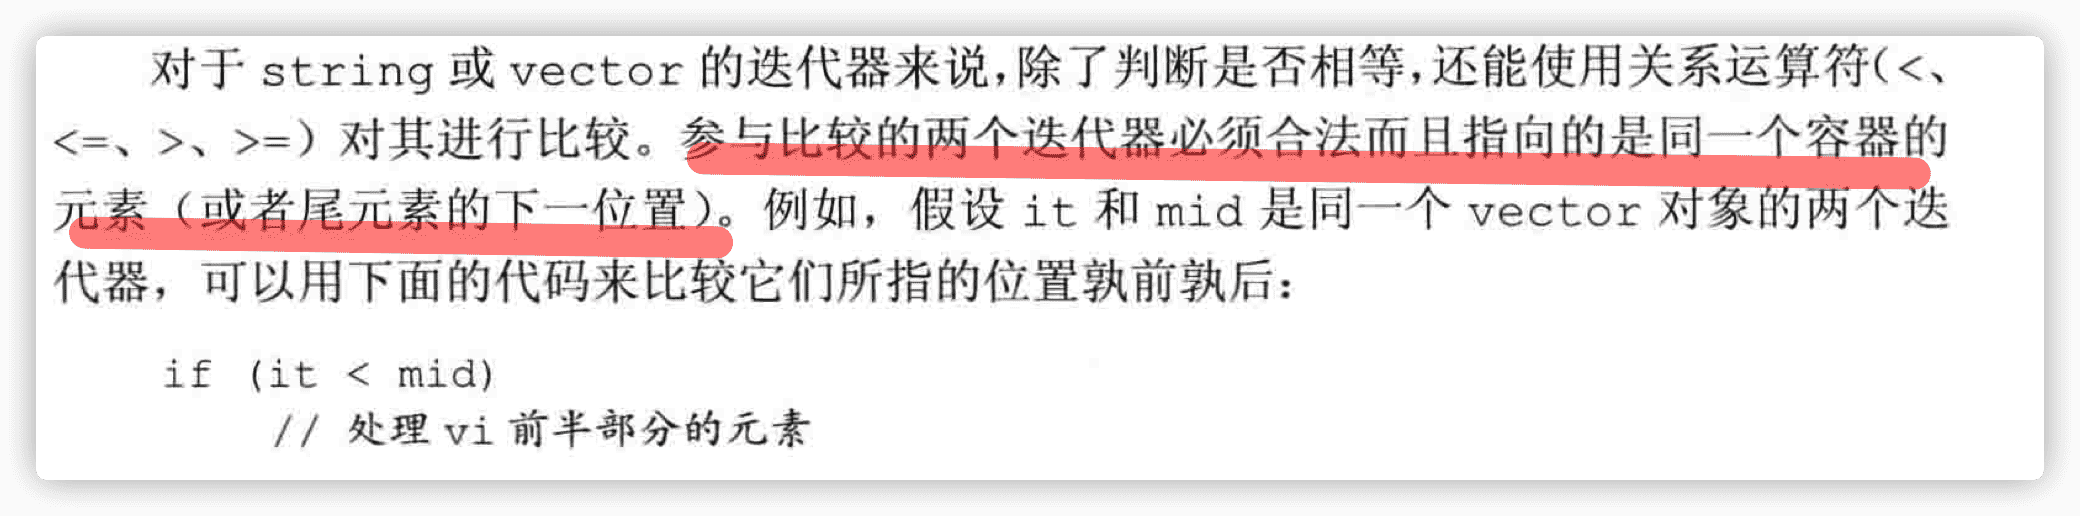 对于 string 或 vector 的迭代器来说,除了判断是否相等,还能使用关系运算符(<、
<=、>、>=) 对其进行比较。参与比较的两个迭代器必须合法而且指向的是同一个容器的
元素（或者尾元素的下一位置)。例如，假设 it 和 mid 是同一个 vector 对象的两个迭
代器，可以用下面的代码来比较它们所指的位置孰前孰后：
if (it < mid)
// 处理 vi 前半部分的元素